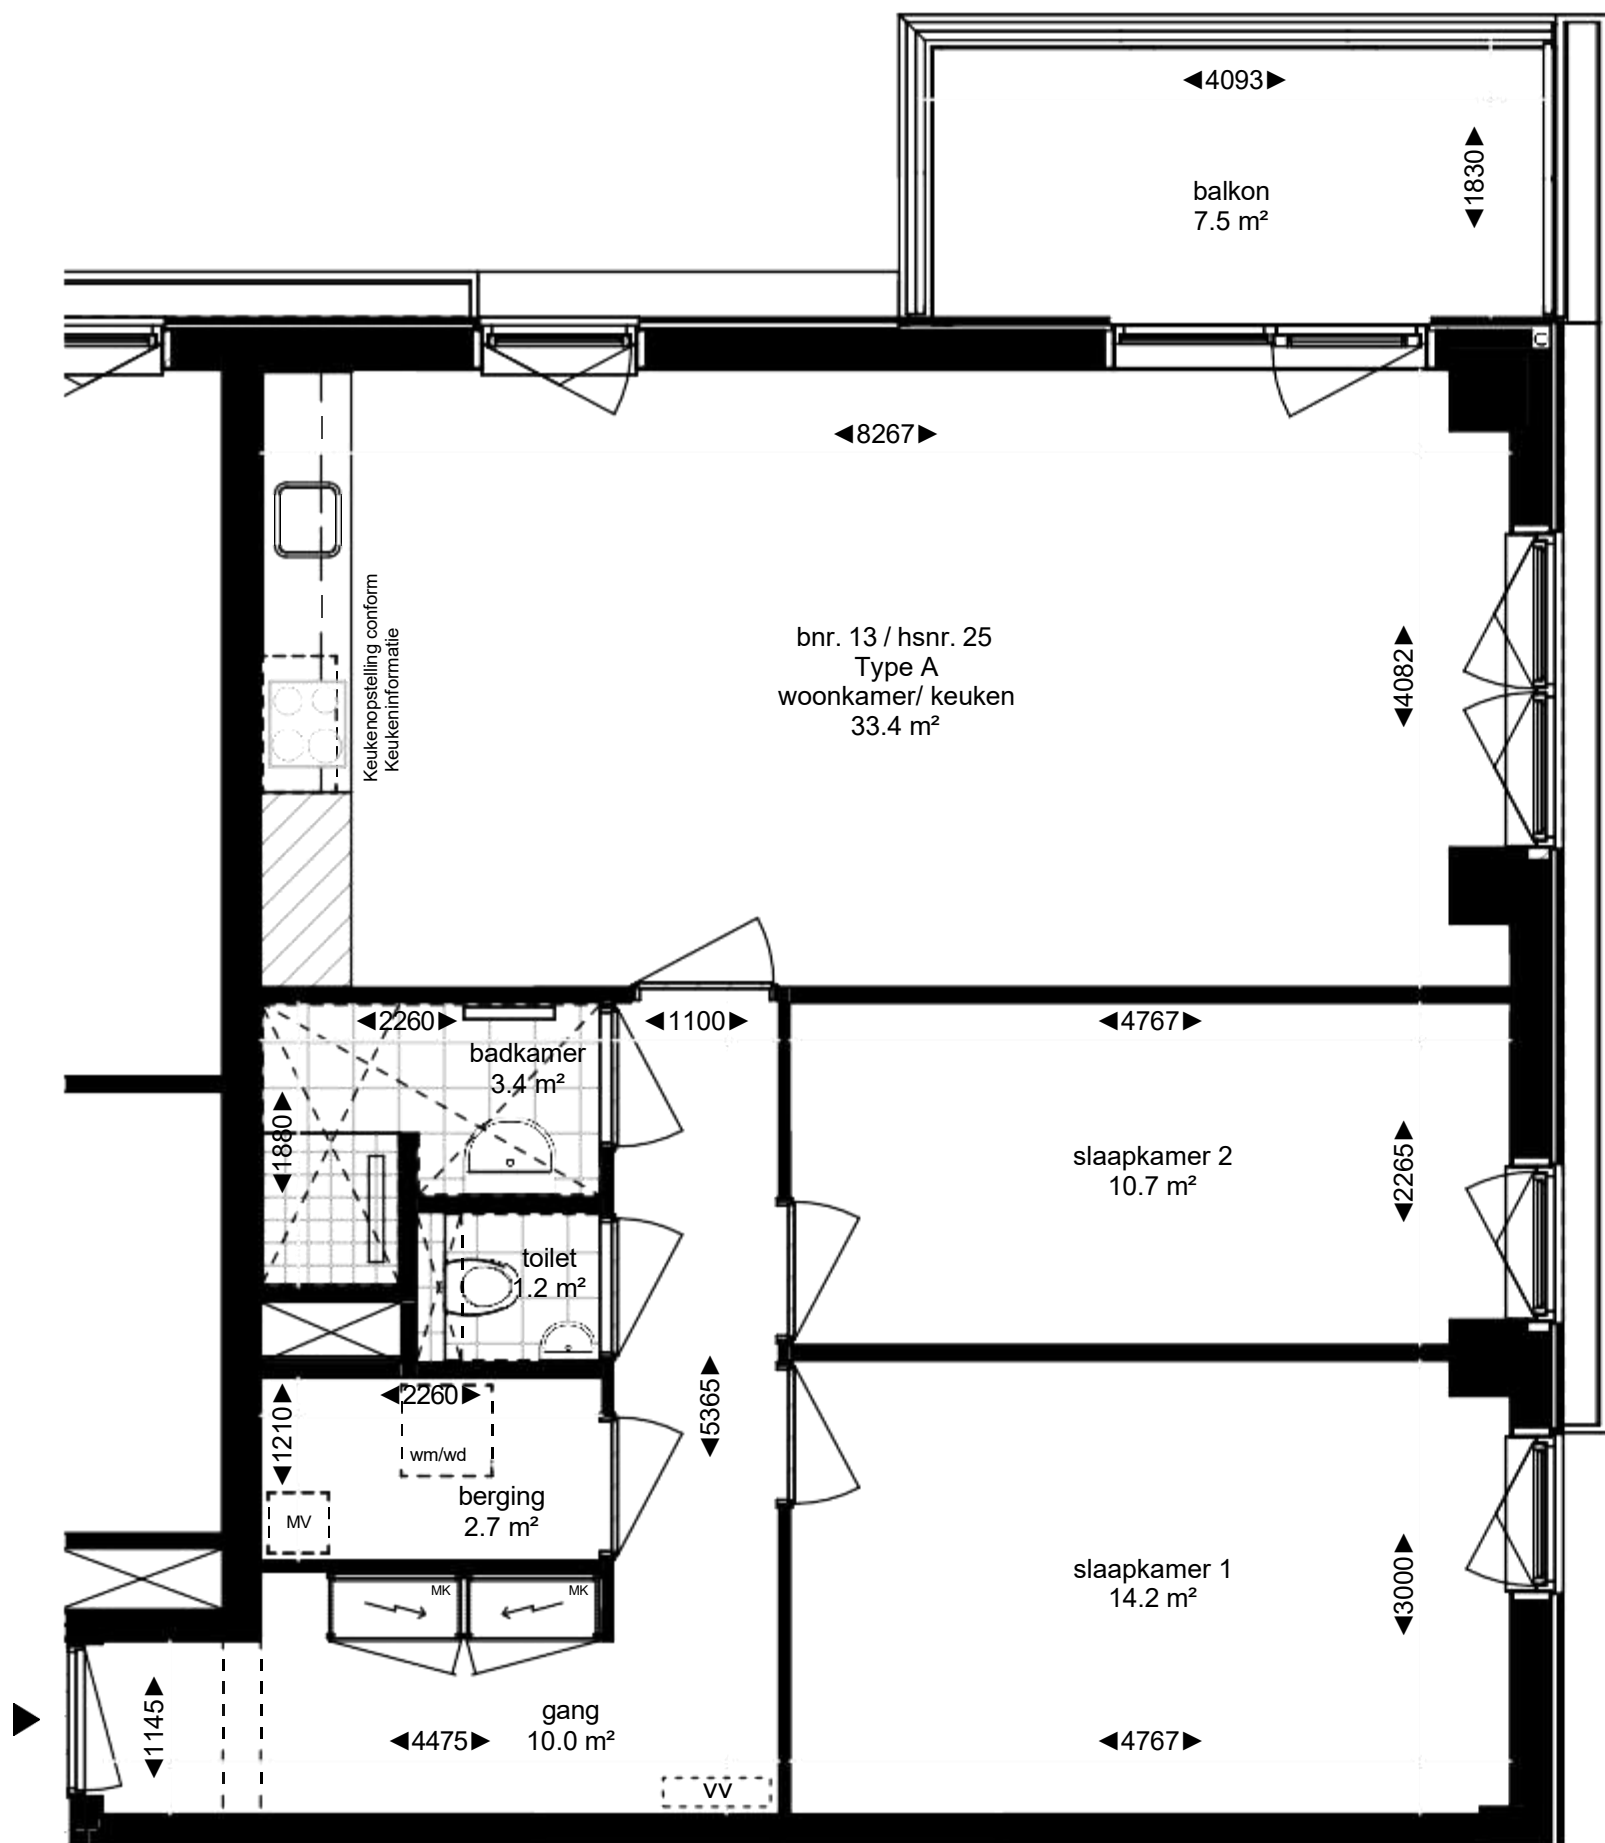 ◄4093►
◄1830►
balkon
7.5 m²
◄8267►
Keukenopstelling conform
Keukeninformatie
bnr. 13 / hsnr. 25
Type A
woonkamer/ keuken
33.4 m²
◄4082►
◄2260►
◄1100►
◄4767►
badkamer
3.4 m²
◄1880►
slaapkamer 2
10.7 m²
◄2265►
toilet
1.2 m²
◄2260►
◄1210►
◄5365►
wm/wd
berging
2.7 m²
MV
MK
MK
slaapkamer 1
14.2 m²
◄3000►
◄1145►
gang
10.0 m²
◄4475►
◄4767►
VV